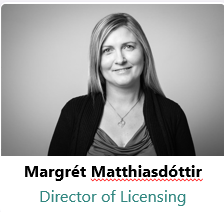 Margrét Matthiasdóttir
Director of Licensing